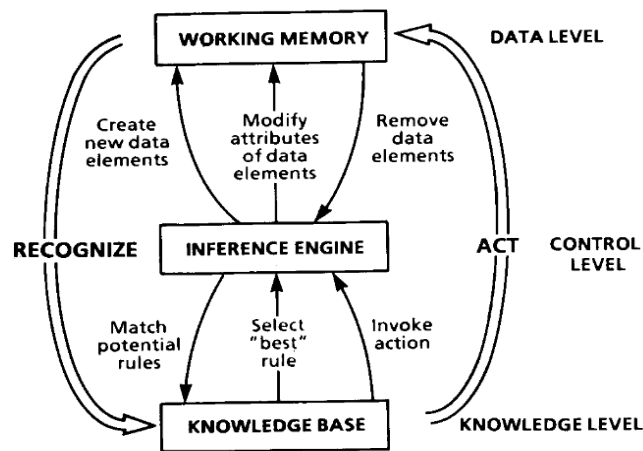 WORKING MEMORY
DATA LEVEL
Create
new data
elements
Modify
attributes
of data
elements
Remove
data
elements
RECOGNIZE
INFERENCE ENGINE
ACT
CONTROL
LEVEL
Match
potential
rules
Select
"best"
rule
Invoke
action
KNOWLEDGE BASE
KNOWLEDGE LEVEL